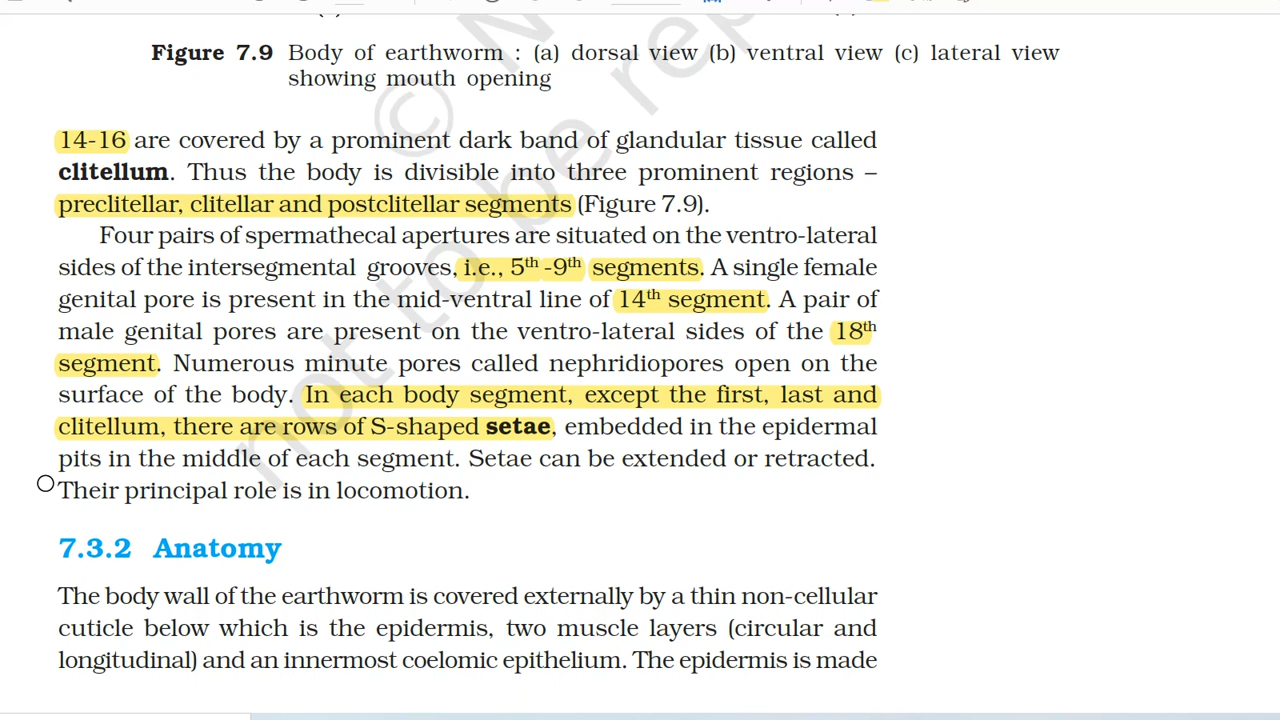 Figure 7.9 Body of earthworm : (a) dorsal view (b) ventral view (c) lateral view
showing mouth opening
14-16 are covered by a prominent dark band of glandular tissue called
clitellum. Thus the body is divisible into three prominent regions –
preclitellar, clitellar and postclitellar segments (Figure 7.9).
Four pairs of spermathecal apertures are situated on the ventro-lateral
sides of the intersegmental grooves, i.e., 5th -9th segments. A single female
genital pore is present in the mid-ventral line of 14th segment. A pair of
male genital pores are present on the ventro-lateral sides of the 18th
segment. Numerous minute pores called nephridiopores open on the
surface of the body. In each body segment, except the first, last and
clitellum, there are rows of S-shaped setae, embedded in the epidermal
pits in the middle of each segment. Setae can be extended or retracted.
Their principal role is in locomotion.
7.3.2 Anatomy
The body wall of the earthworm is covered externally by a thin non-cellular
cuticle below which is the epidermis, two muscle layers (circular and
longitudinal) and an innermost coelomic epithelium. The epidermis is made
© N
not to be rep